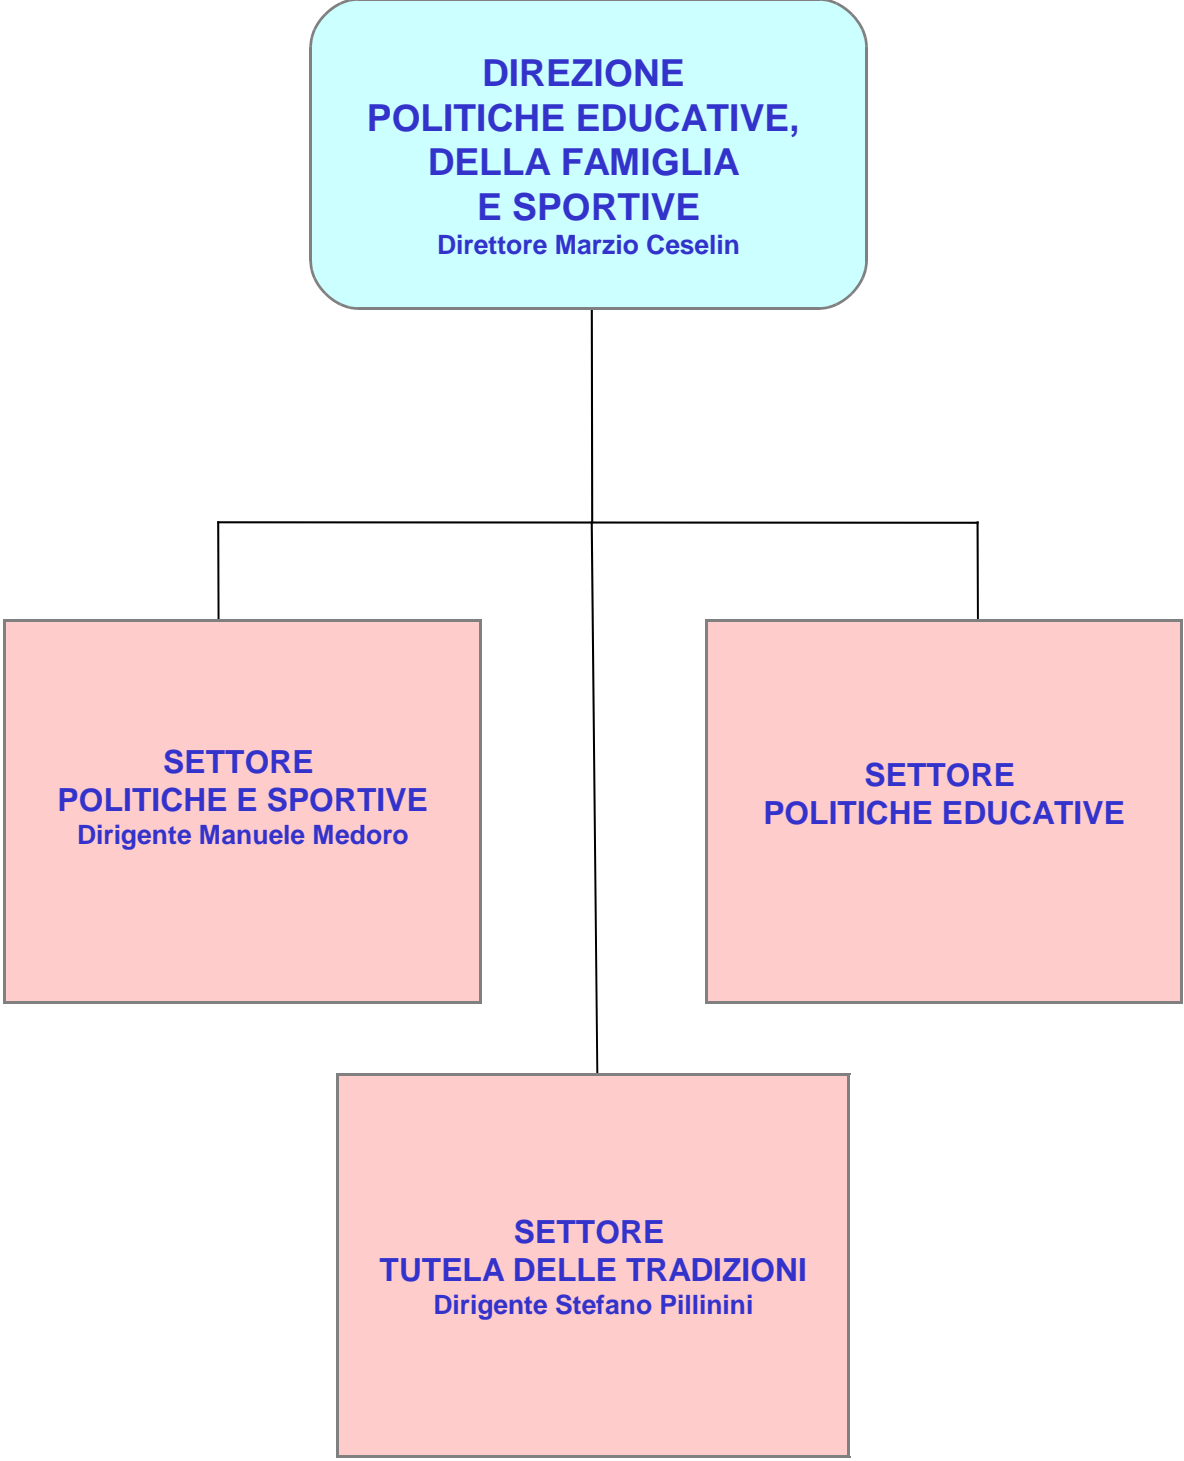 DIREZIONE
POLITICHE EDUCATIVE,
DELLA FAMIGLIA
E SPORTIVE
Direttore Marzio Ceselin
SETTORE
POLITICHE E SPORTIVE
Dirigente Manuele Medoro
SETTORE
POLITICHE EDUCATIVE
SETTORE
TUTELA DELLE TRADIZIONI
Dirigente Stefano Pillinini